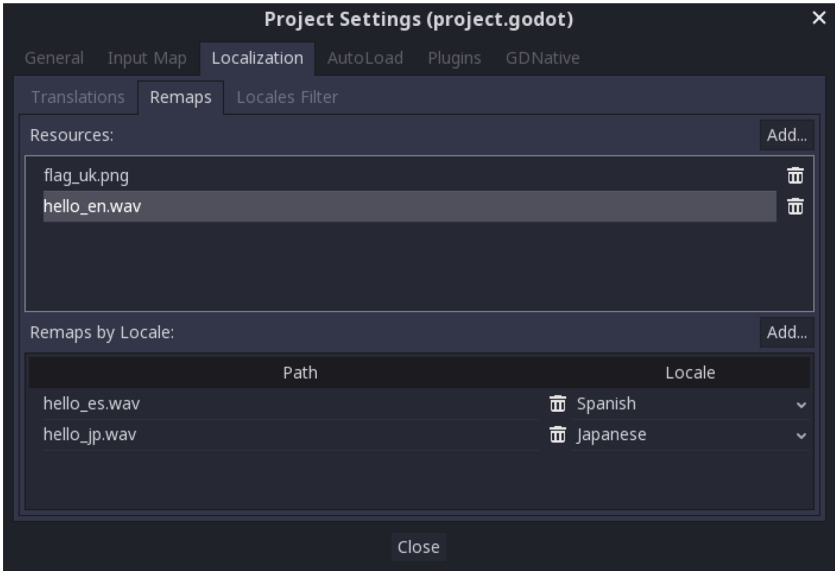 Project Settings (project.godot)
General Input Map Localization AutoLoad Plugins GDNative
Translations Remaps Locales Filter
Resources: Add...
flag_uk.png
hello_en.wav
Remaps by Locale: Add...
Path Locale
hello_es.wav Spanish
hello_jp.wav Japanese
Close